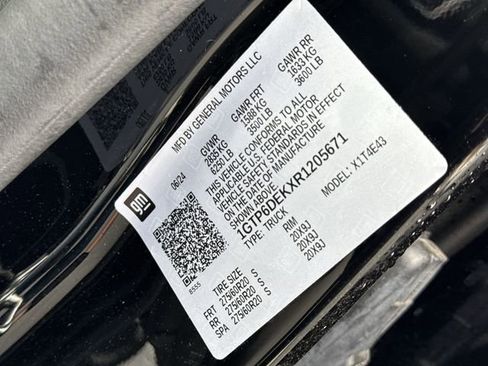 gm
MFD BY GENERAL MOTORS LLC
06/24
GVWR GAWR FRT GAWR RR
2835 KG 1588 KG 1633 KG
6250 LB 3500 LB 3600 LB
THIS VEHICLE CONFORMS TO ALL
APPLICABLE U.S. FEDERAL MOTOR
VEHICLE SAFETY STANDARDS IN EFFECT
ON THE DATE OF MANUFACTURE
SHOWN ABOVE.
1GTP6DEKXR1205671
TYPE: TRUCK MODEL: X1T4E43
TIRE SIZE RIM
FRT 275/60R20 S 20X9J
RR 275/60R20 S 20X9J
SPA 275/60R20 S 20X9J